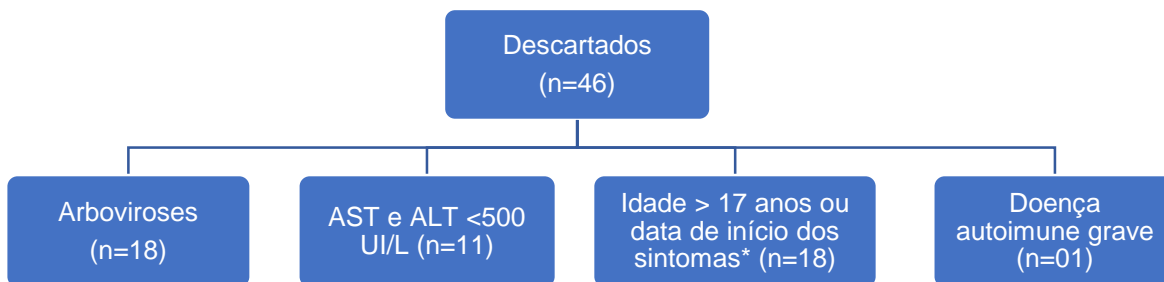 Descartados
(n=46)
Arboviroses
(n=18)
AST e ALT <500
UI/L (n=11)
Idade > 17 anos ou
data de início dos
sintomas* (n=18)
Doença
autoimune grave
(n=01)